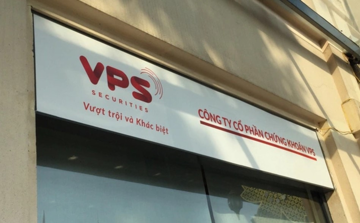 VPS
SECURITIES
Vượt trội và Khác biệt
CÔNG TY CỔ PHẦN CHỨNG KHOÁN VPS